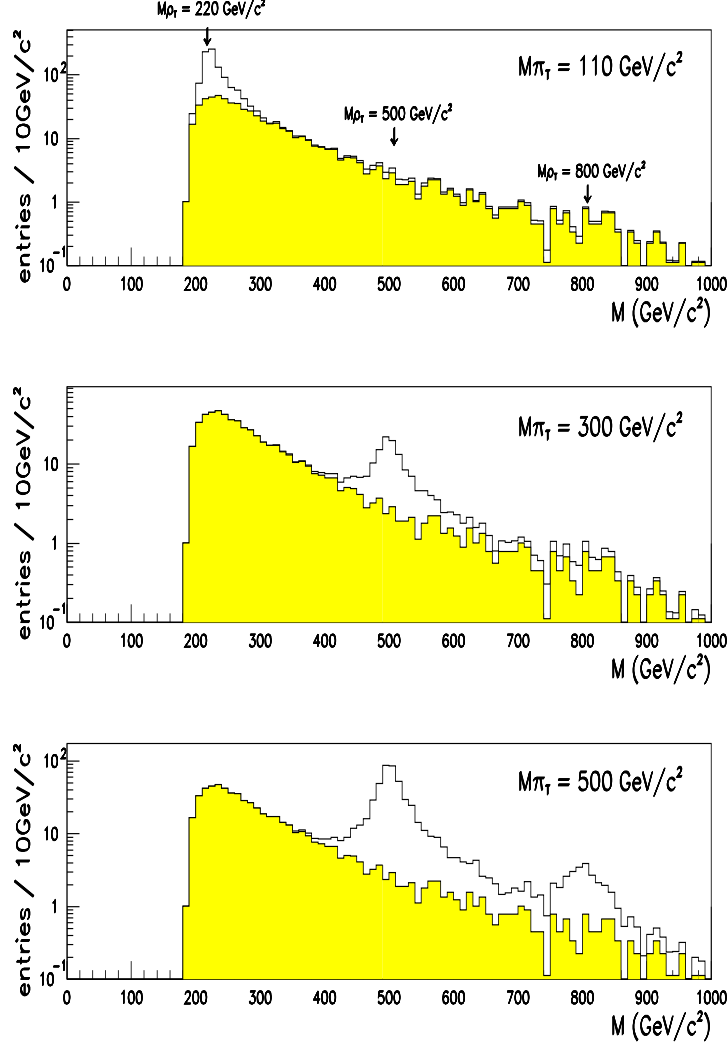 Mρ_T = 220 GeV/c²
Mπ_T = 110 GeV/c²
Mρ_T = 500 GeV/c²
Mρ_T = 800 GeV/c²
entries / 10GeV/c²
10²
10
1
10⁻¹
0 100 200 300 400 500 600 700 800 900 1000
M (GeV/c²)
Mπ_T = 300 GeV/c²
entries / 10GeV/c²
10
1
10⁻¹
0 100 200 300 400 500 600 700 800 900 1000
M (GeV/c²)
Mπ_T = 500 GeV/c²
entries / 10GeV/c²
10²
10
1
10⁻¹
0 100 200 300 400 500 600 700 800 900 1000
M (GeV/c²)